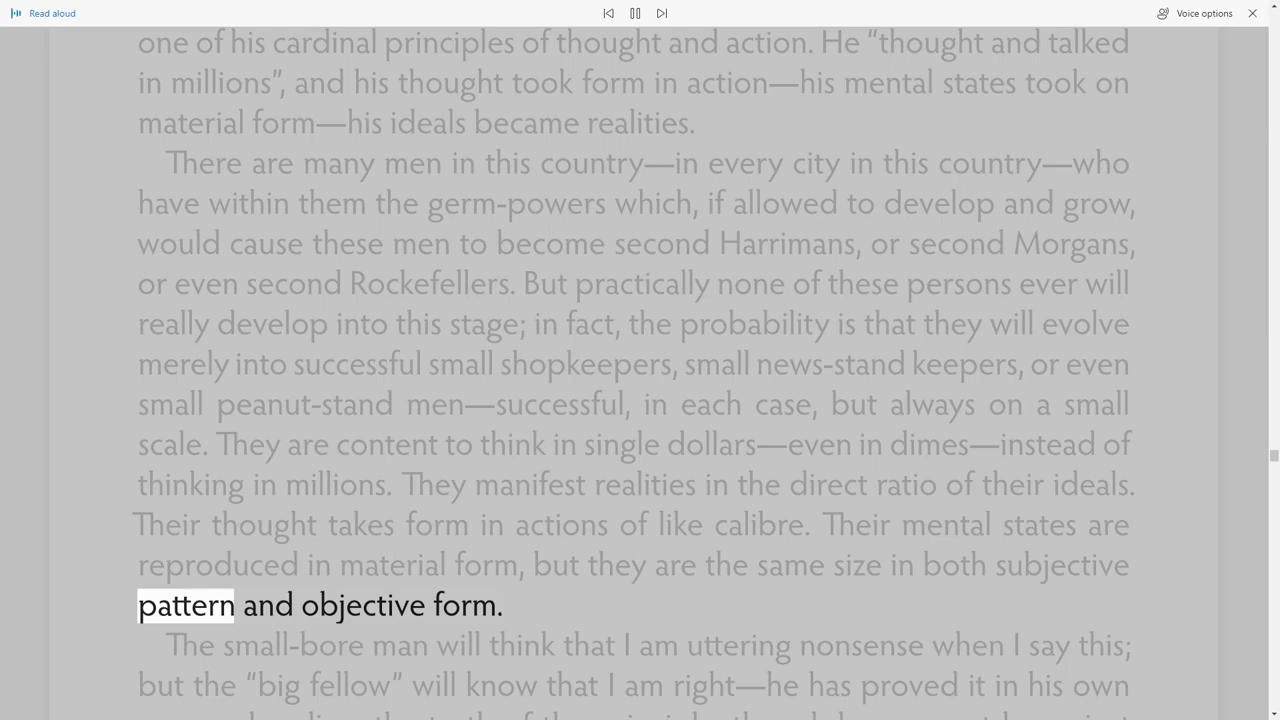 Read aloud
Voice options
one of his cardinal principles of thought and action. He “thought and talked
in millions”, and his thought took form in action—his mental states took on
material form—his ideals became realities.
There are many men in this country—in every city in this country—who
have within them the germ-powers which, if allowed to develop and grow,
would cause these men to become second Harrimans, or second Morgans,
or even second Rockefellers. But practically none of these persons ever will
really develop into this stage; in fact, the probability is that they will evolve
merely into successful small shopkeepers, small news-stand keepers, or even
small peanut-stand men—successful, in each case, but always on a small
scale. They are content to think in single dollars—even in dimes—instead of
thinking in millions. They manifest realities in the direct ratio of their ideals.
Their thought takes form in actions of like calibre. Their mental states are
reproduced in material form, but they are the same size in both subjective
pattern and objective form.
The small-bore man will think that I am uttering nonsense when I say this;
but the “big fellow” will know that I am right—he has proved it in his own